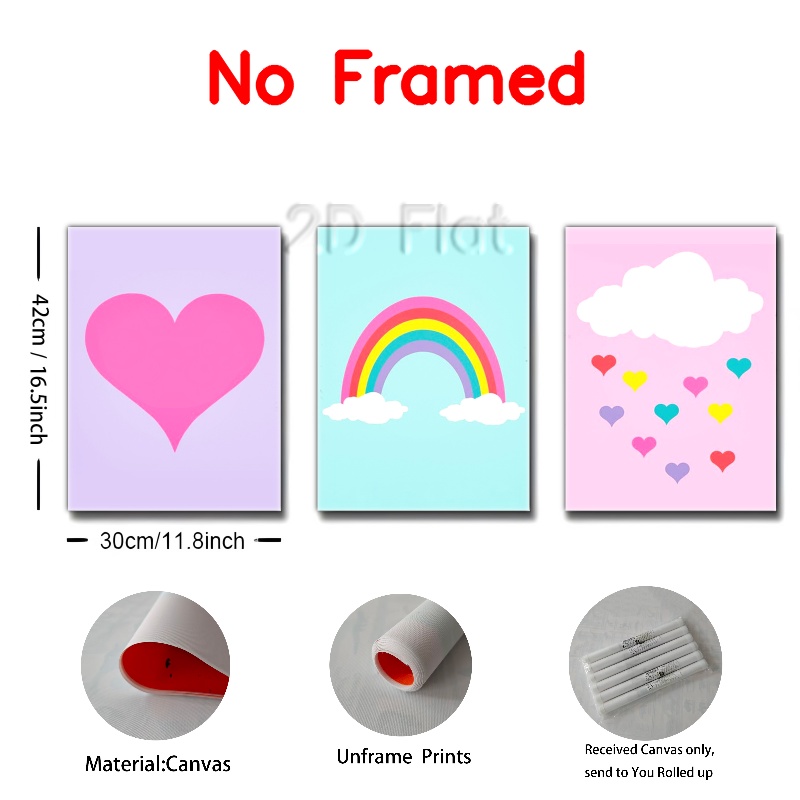 No Framed
2D Flat
42cm / 16.5inch
30cm/11.8inch
Material:Canvas
Unframe Prints
Received Canvas only,
send to You Rolled up